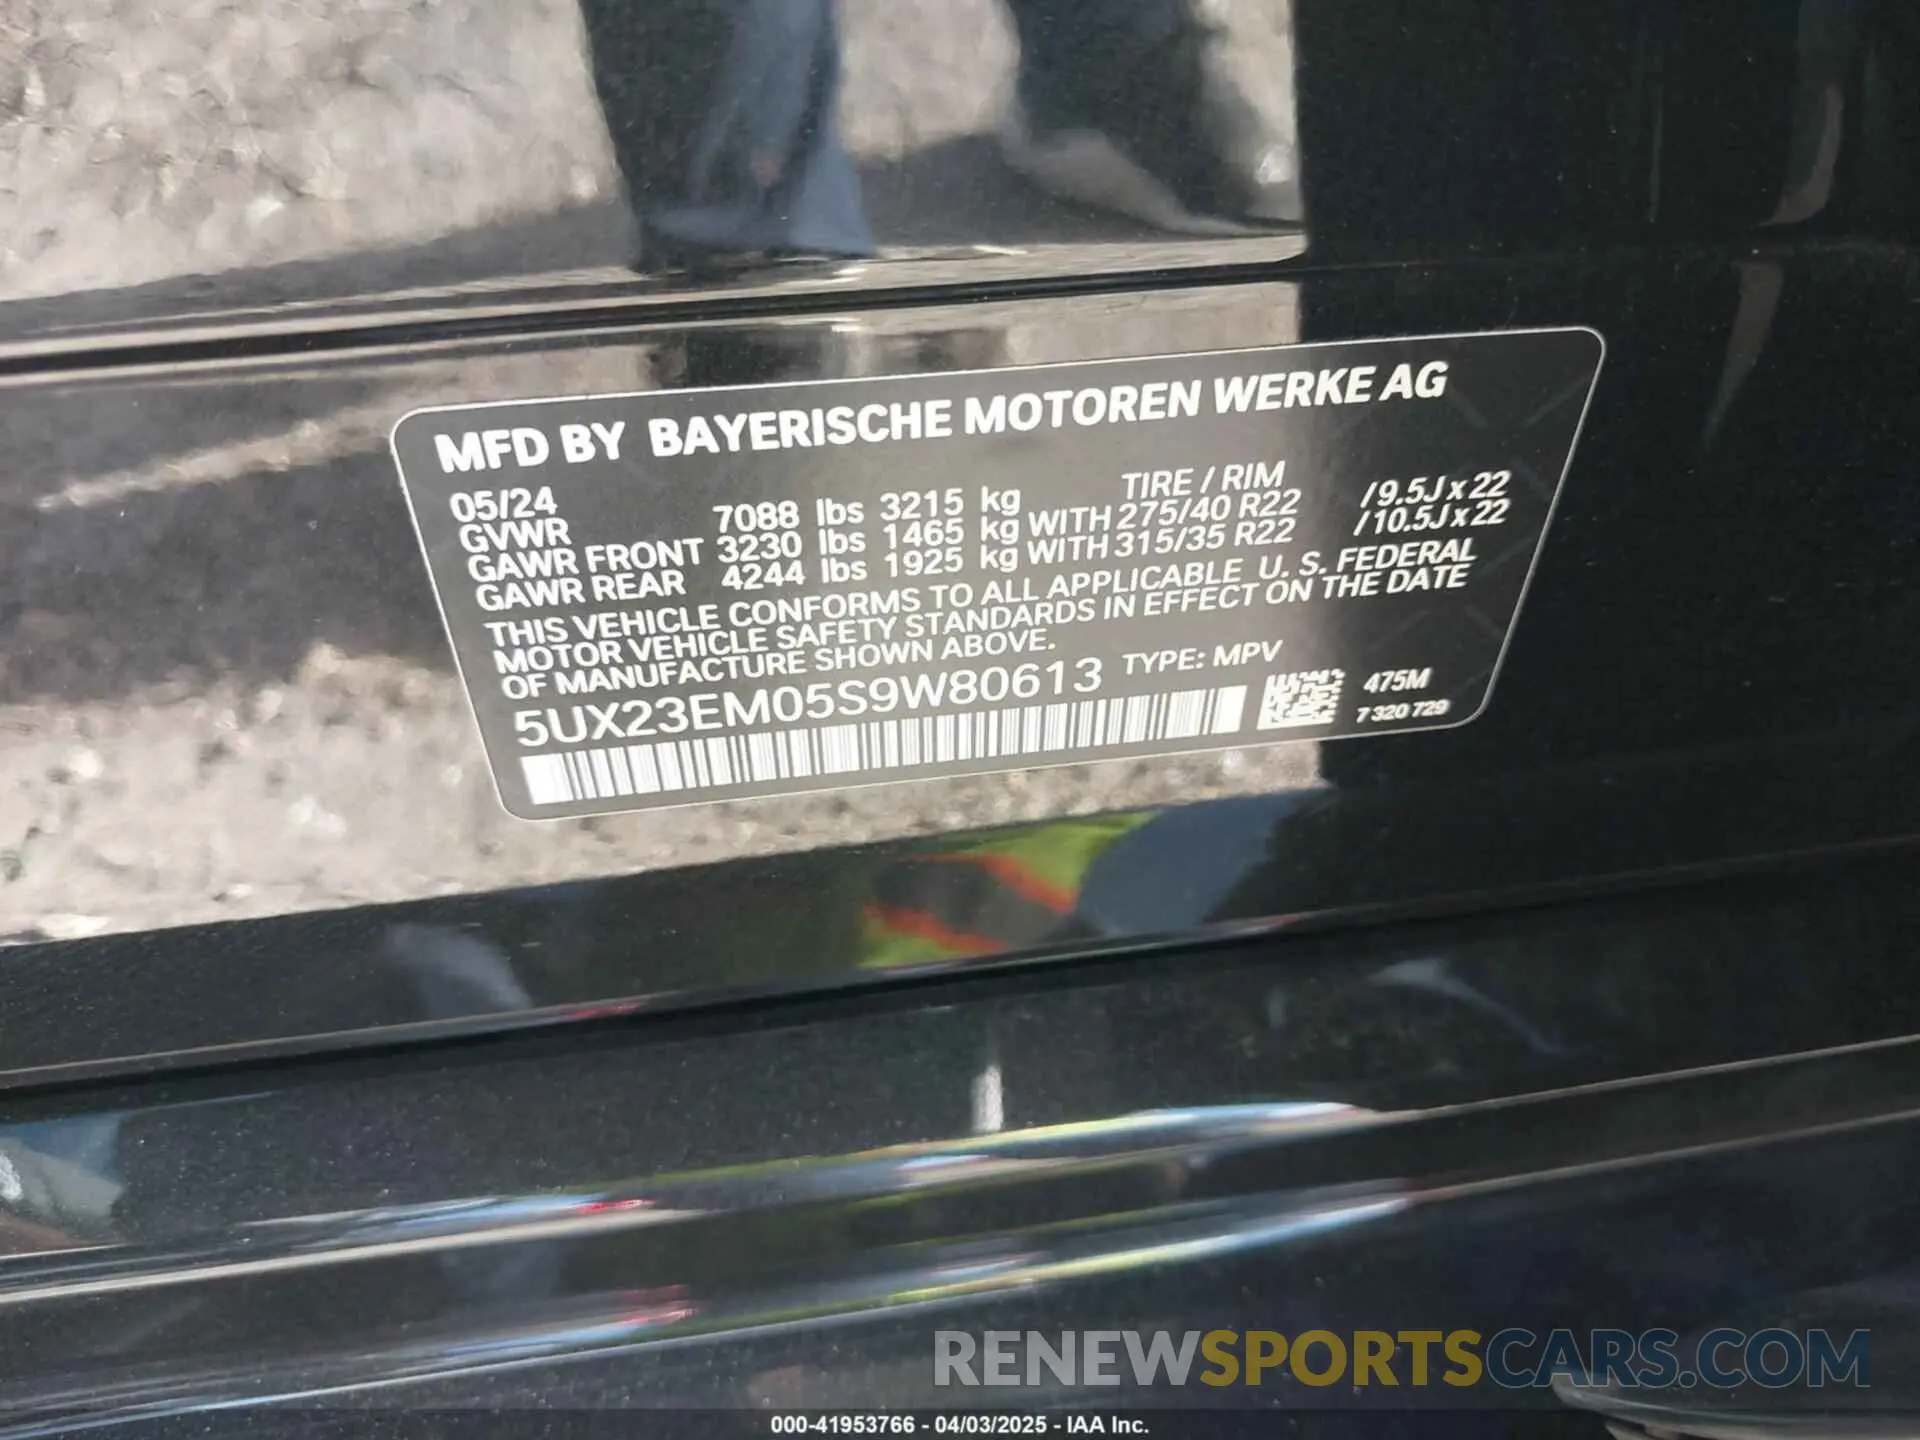 MFD BY BAYERISCHE MOTOREN WERKE AG
05/24 TIRE / RIM
GVWR 7088 lbs 3215 kg
GAWR FRONT 3230 lbs 1465 kg WITH 275/40 R22 /9.5J x 22
GAWR REAR 4244 lbs 1925 kg WITH 315/35 R22 /10.5J x 22
THIS VEHICLE CONFORMS TO ALL APPLICABLE U. S. FEDERAL
MOTOR VEHICLE SAFETY STANDARDS IN EFFECT ON THE DATE
OF MANUFACTURE SHOWN ABOVE.
5UX23EM05S9W80613 TYPE: MPV
475M
7 320 729
RENEWSPORTSCARS.COM
000-41953766 - 04/03/2025 - IAA Inc.